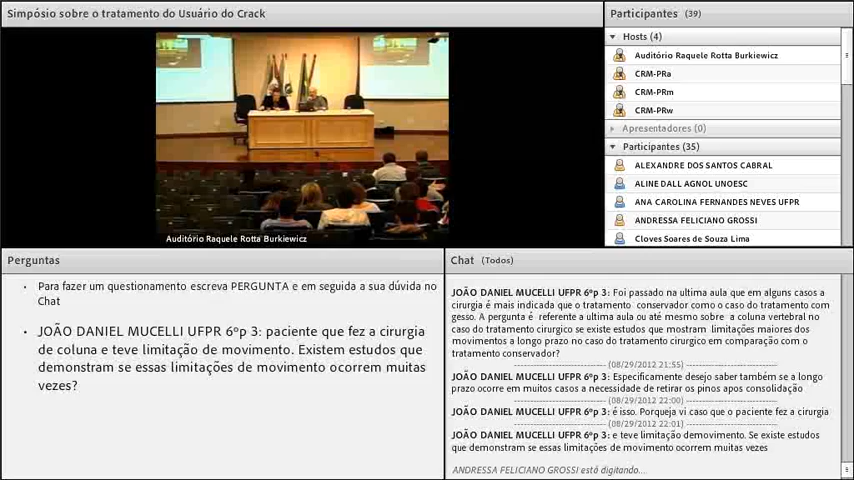 Simpósio sobre o tratamento do Usuário do Crack
Auditório Raquele Rotta Burkiewicz
Participantes (39)
Hosts (4)
Auditório Raquele Rotta Burkiewicz
CRM-PRa
CRM-PRm
CRM-PRw
Apresentadores (0)
Participantes (35)
ALEXANDRE DOS SANTOS CABRAL
ALINE DALL AGNOL UNOESC
ANA CAROLINA FERNANDES NEVES UFPR
ANDRESSA FELICIANO GROSSI
Cloves Soares de Souza Lima
Perguntas
Para fazer um questionamento escreva PERGUNTA e em seguida a sua dúvida no
Chat
JOÃO DANIEL MUCELLI UFPR 6ºp 3: paciente que fez a cirurgia
de coluna e teve limitação de movimento. Existem estudos que
demonstram se essas limitações de movimento ocorrem muitas
vezes?
Chat (Todos)
JOÃO DANIEL MUCELLI UFPR 6ºp 3: Foi passado na ultima aula que em alguns casos a
cirurgia é mais indicada que o tratamento conservador como o caso do tratamento com
gesso. A pergunta é referente a ultima aula ou até mesmo sobre a coluna vertebral no
caso do tratamento cirurgico se existe estudos que mostram limitações maiores dos
movimentos a longo prazo no caso do tratamento cirurgico em comparação com o
tratamento conservador?
(08/29/2012 21:55)
JOÃO DANIEL MUCELLI UFPR 6ºp 3: Especificamente desejo saber também se a longo
prazo ocorre em muitos casos a necessidade de retirar os pinos apos consolidação
(08/29/2012 22:00)
JOÃO DANIEL MUCELLI UFPR 6ºp 3: é isso. Porqueja vi caso que o paciente fez a cirurgia
(08/29/2012 22:01)
JOÃO DANIEL MUCELLI UFPR 6ºp 3: e teve limitação demovimento. Se existe estudos
que demonstram se essas limitações de movimento ocorrem muitas vezes
ANDRESSA FELICIANO GROSSI está digitando...